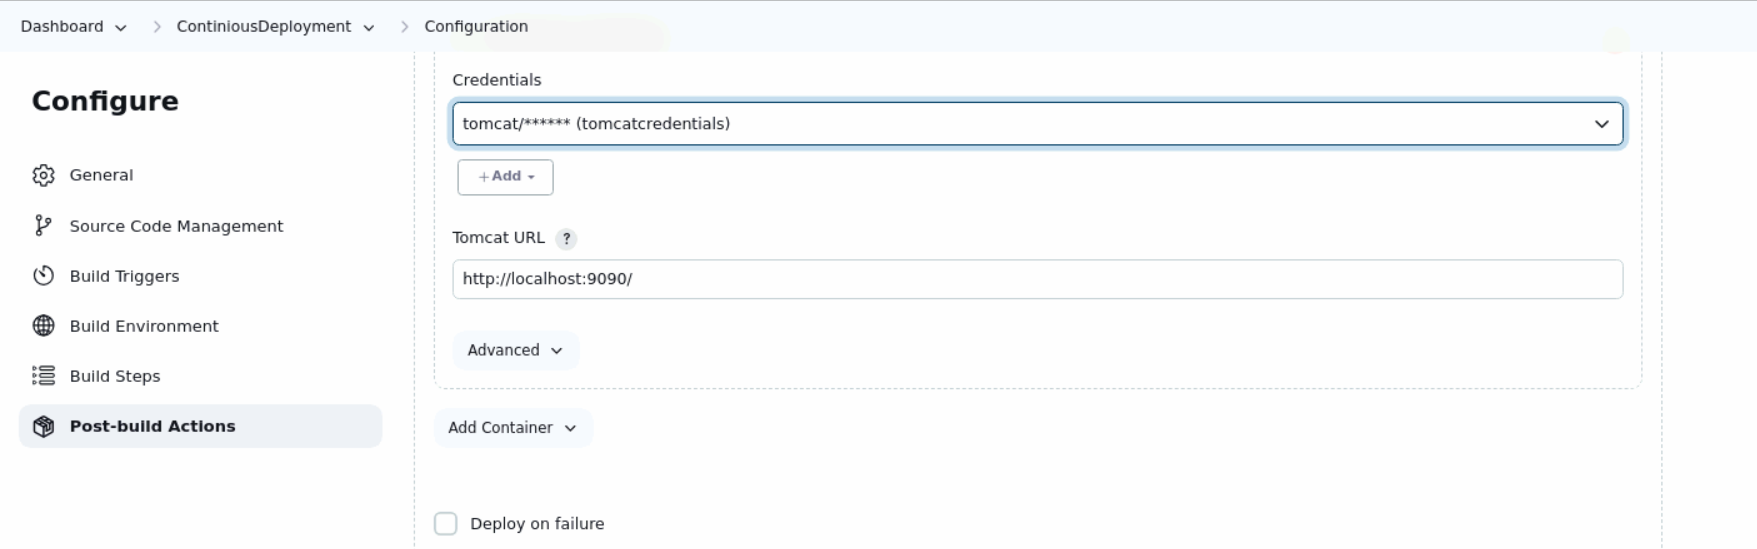 Dashboard ContiniousDeployment Configuration
Configure
General
Source Code Management
Build Triggers
Build Environment
Build Steps
Post-build Actions
Credentials
tomcat/****** (tomcatcredentials)
+Add
Tomcat URL ?
http://localhost:9090/
Advanced
Add Container
Deploy on failure